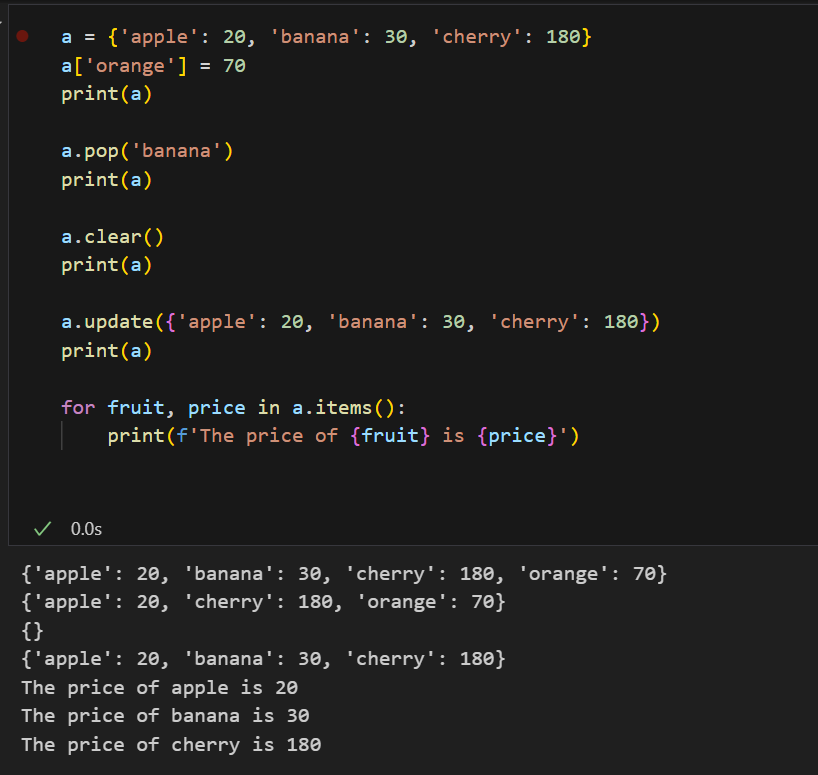 a = {'apple': 20, 'banana': 30, 'cherry': 180}
a['orange'] = 70
print(a)
a.pop('banana')
print(a)
a.clear()
print(a)
a.update({'apple': 20, 'banana': 30, 'cherry': 180})
print(a)
for fruit, price in a.items():
    print(f'The price of {fruit} is {price}')
0.0s
{'apple': 20, 'banana': 30, 'cherry': 180, 'orange': 70}
{'apple': 20, 'cherry': 180, 'orange': 70}
{}
{'apple': 20, 'banana': 30, 'cherry': 180}
The price of apple is 20
The price of banana is 30
The price of cherry is 180